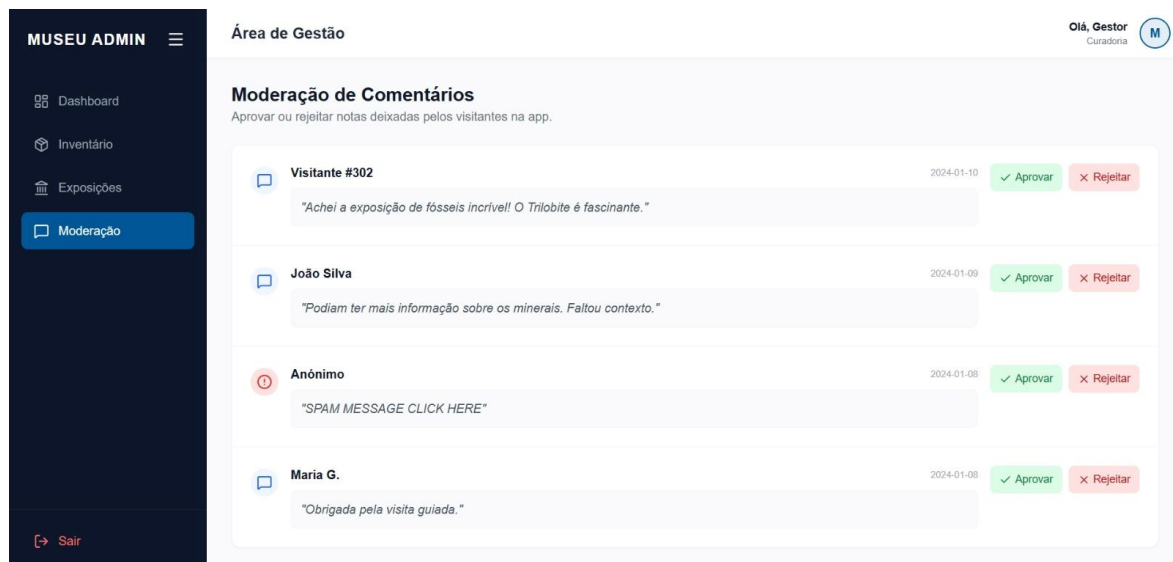 MUSEU ADMIN
Dashboard
Inventário
Exposições
Moderação
Sair
Área de Gestão
Olá, Gestor
Curadoria
M
Moderação de Comentários
Aprovar ou rejeitar notas deixadas pelos visitantes na app.
Visitante #302
2024-01-10
Aprovar
Rejeitar
"Achei a exposição de fósseis incrível! O Trilobite é fascinante."
João Silva
2024-01-09
Aprovar
Rejeitar
"Podiam ter mais informação sobre os minerais. Faltou contexto."
Anónimo
2024-01-08
Aprovar
Rejeitar
"SPAM MESSAGE CLICK HERE"
Maria G.
2024-01-08
Aprovar
Rejeitar
"Obrigada pela visita guiada."